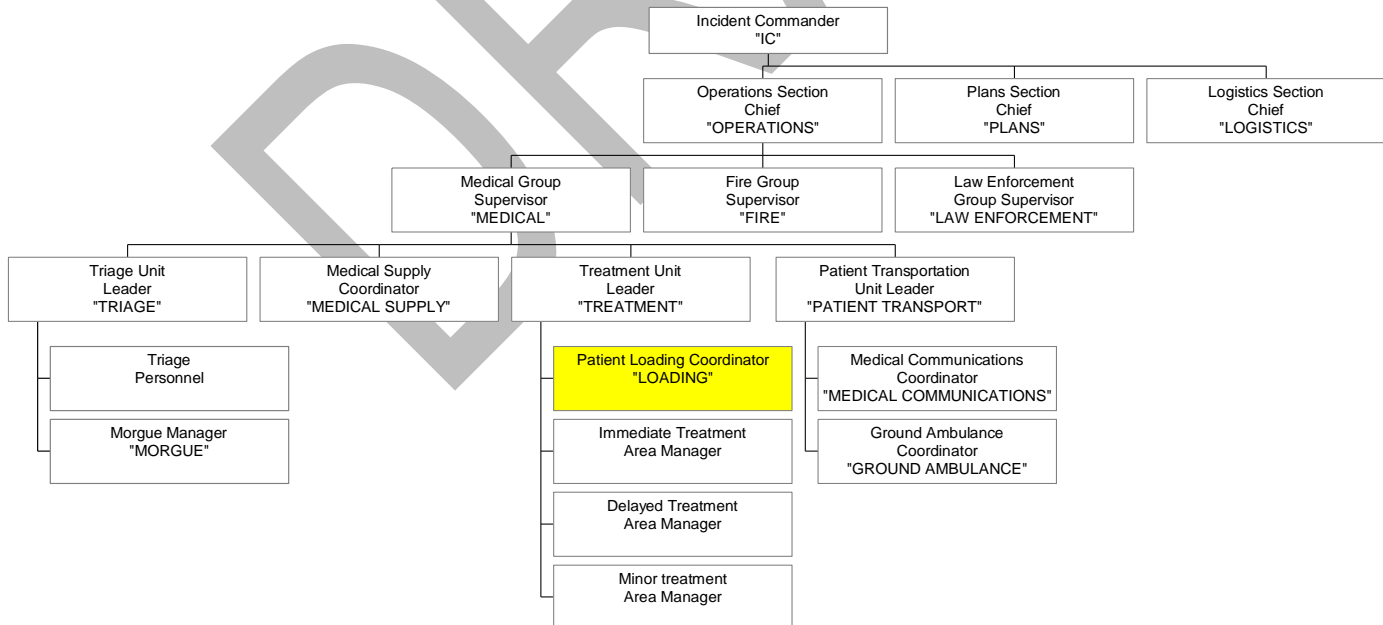 Incident Commander
"IC"
Operations Section
Chief
"OPERATIONS"
Plans Section
Chief
"PLANS"
Logistics Section
Chief
"LOGISTICS"
Medical Group
Supervisor
"MEDICAL"
Fire Group
Supervisor
"FIRE"
Law Enforcement
Group Supervisor
"LAW ENFORCEMENT"
Triage Unit
Leader
"TRIAGE"
Medical Supply
Coordinator
"MEDICAL SUPPLY"
Treatment Unit
Leader
"TREATMENT"
Patient Transportation
Unit Leader
"PATIENT TRANSPORT"
Triage
Personnel
Morgue Manager
"MORGUE"
Patient Loading Coordinator
"LOADING"
Immediate Treatment
Area Manager
Delayed Treatment
Area Manager
Minor treatment
Area Manager
Medical Communications
Coordinator
"MEDICAL COMMUNICATIONS"
Ground Ambulance
Coordinator
"GROUND AMBULANCE"